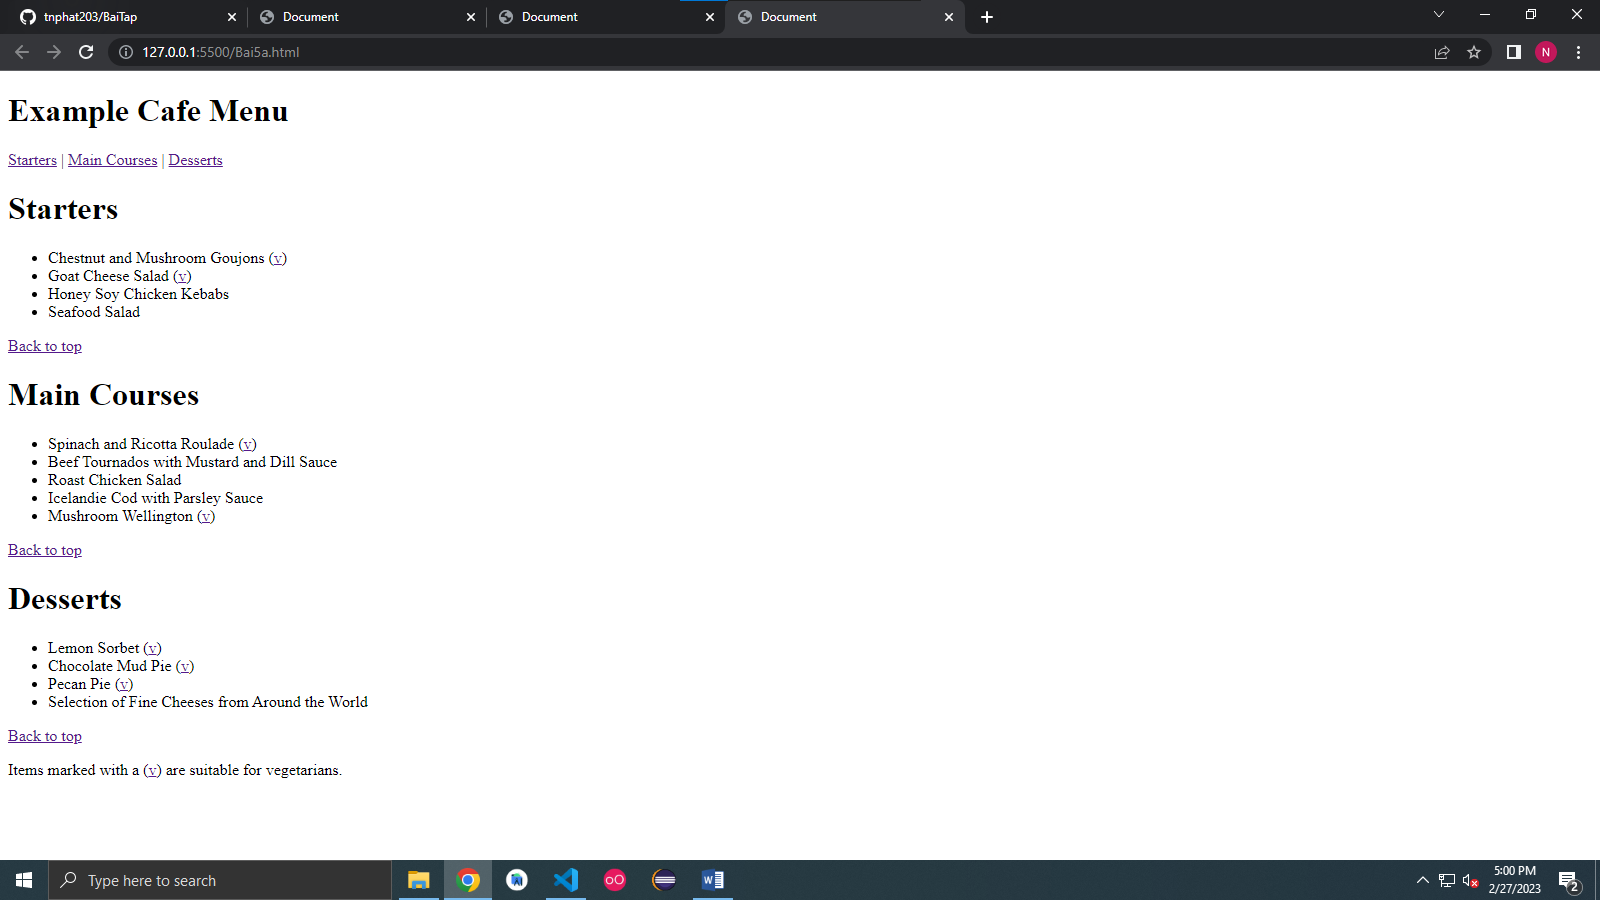 tnphat203/BaiTap
Document
Document
Document
127.0.0.1:5500/Bai5a.html
N
Example Cafe Menu
Starters | Main Courses | Desserts
Starters
Chestnut and Mushroom Goujons (v)
Goat Cheese Salad (v)
Honey Soy Chicken Kebabs
Seafood Salad
Back to top
Main Courses
Spinach and Ricotta Roulade (v)
Beef Tournados with Mustard and Dill Sauce
Roast Chicken Salad
Icelandie Cod with Parsley Sauce
Mushroom Wellington (v)
Back to top
Desserts
Lemon Sorbet (v)
Chocolate Mud Pie (v)
Pecan Pie (v)
Selection of Fine Cheeses from Around the World
Back to top
Items marked with a (v) are suitable for vegetarians.
Type here to search
5:00 PM
2/27/2023
2